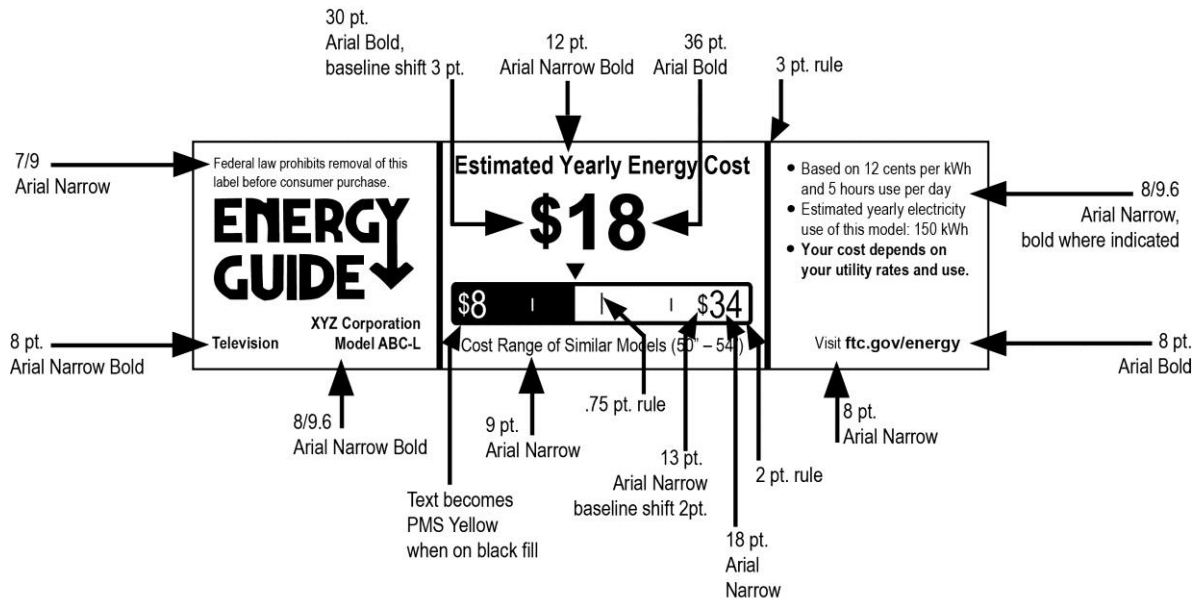 30 pt.
Arial Bold,
baseline shift 3 pt.
12 pt.
Arial Narrow Bold
36 pt.
Arial Bold
3 pt. rule
7/9
Arial Narrow
Federal law prohibits removal of this
label before consumer purchase.
ENERGY
GUIDE
Television
XYZ Corporation
Model ABC-L
Estimated Yearly Energy Cost
$18
$8
$34
Cost Range of Similar Models (50" – 54")
• Based on 12 cents per kWh
and 5 hours use per day
• Estimated yearly electricity
use of this model: 150 kWh
• Your cost depends on
your utility rates and use.
Visit ftc.gov/energy
8/9.6
Arial Narrow,
bold where indicated
8 pt.
Arial Narrow Bold
8 pt.
Arial Bold
8/9.6
Arial Narrow Bold
9 pt.
Arial Narrow
.75 pt. rule
8 pt.
Arial Narrow
13 pt.
Arial Narrow
baseline shift 2pt.
2 pt. rule
Text becomes
PMS Yellow
when on black fill
18 pt.
Arial
Narrow